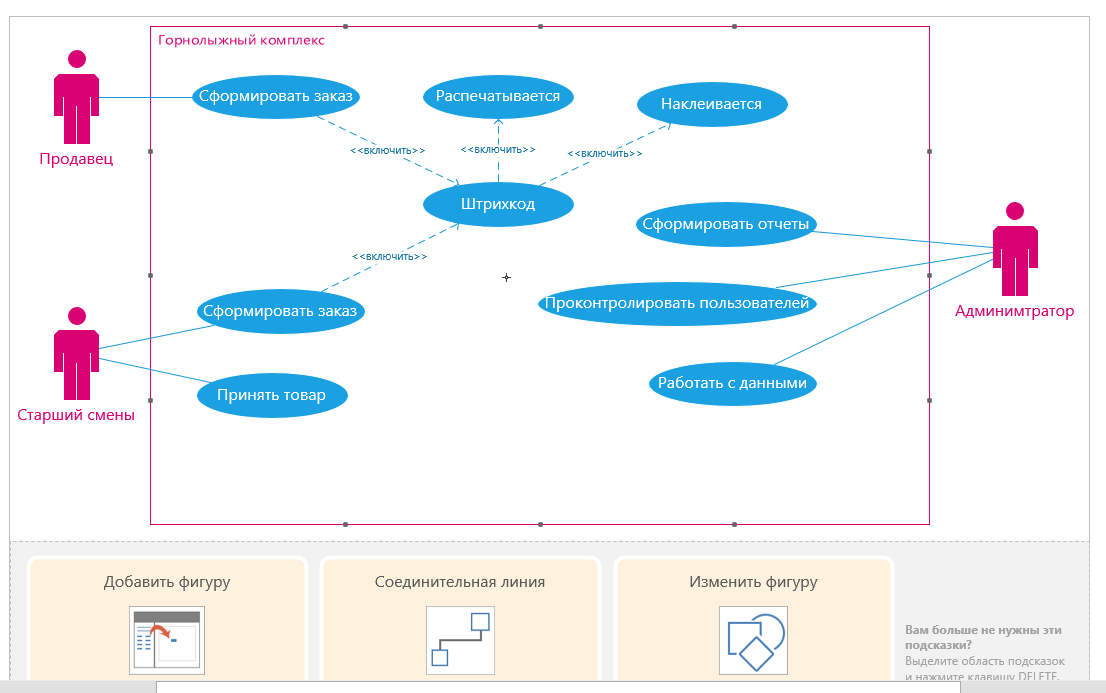 Горнолыжный комплекс
Продавец
Сформировать заказ
Распечатывается
Наклеивается
<<включить>>
<<включить>>
<<включить>>
Штрихкод
Сформировать отчеты
<<включить>>
Проконтролировать пользователей
Админимтратор
Сформировать заказ
Работать с данными
Принять товар
Старший смены
Добавить фигуру
Соединительная линия
Изменить фигуру
Вам больше не нужны эти
подсказки?
Выделите область подсказок
и нажмите клавишу DELETE.